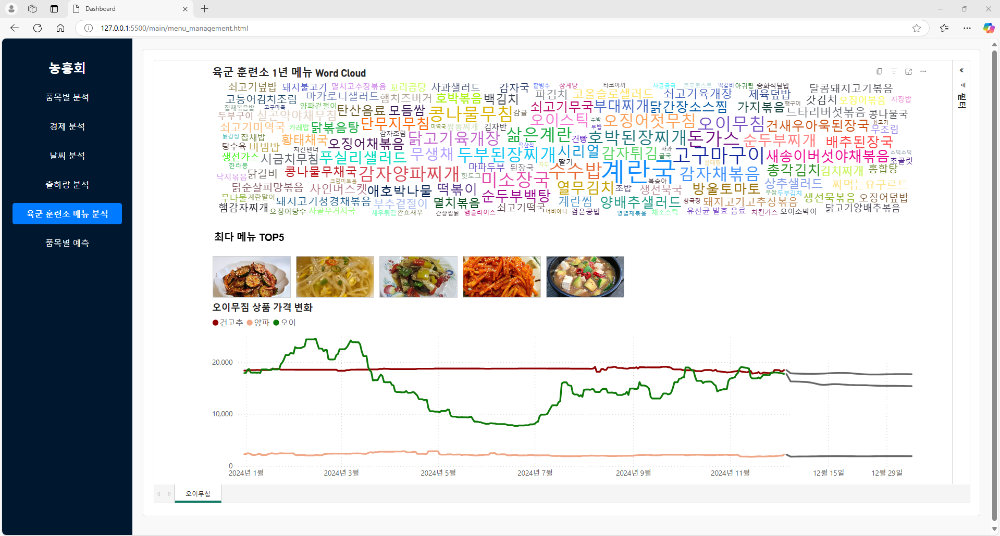 Dashboard
127.0.0.1:5500/main/menu_management.html
농흥회
품목별 분석
경제 분석
날씨 분석
출하량 분석
육군 훈련소 메뉴 분석
품목별 예측
육군 훈련소 1년 메뉴 Word Cloud
필터
쇠고기덮밥 돼지불고기 멸치고추장볶음 꼬리곰탕 사과샐러드 감자국 팥빙수 삼계탕 타코야끼 사골곰국 콘푸로스트 떡갈비 아귀탕 중화식덮밥 달콤돼지고기볶음
고등어김치조림 마카로니샐러드 햄치즈버거 호박볶음 백김치 파김치 코울슬로샐러드 쇠고기육개장 제육덮밥 갓김치 오징어볶음 자장밥
잡채볶음밥 고구마죽 양파겉절이 탄산음료 모듬쌈 콩나물무침 감귤 쇠고기무국 부대찌개 닭간장소스찜 가지볶음 햄구이 느타리버섯볶음 콩나물국
두부구이 실곤약야채무침 단무지무침 오이스틱 수박 오징어젓무침 오이무침 건새우아욱된장국 쇠고기
쇠고기미역국 카레밥 닭볶음탕 미역국 짬뽕찌개 김자반 무밥 무조림
닭강정 잡채밥 황태채국 감자조림 닭고기육개장 삶은계란 건빵 호박된장찌개 돈가스 순두부찌개 배추된장국
탕수육 비빔밥 치킨텐더 오징어채볶음 떡산적 시리얼 감자튀김 사과 고구마구이 새송이버섯야채볶음 소떡소떡
생선가스 시금치무침 푸실리샐러드 무생채 두부된장찌개 딸기 굴국 초콜릿
한라봉 닭갈비 콩나물무채국 감자양파찌개 마파두부 된장국 자두 수수밥 계란국 황태찜 감자채볶음 총각김치 김치찌개 홍합탕
낙지볶음 크림미트볼 핫도그 미소장국 복숭아
닭순살피망볶음 사인머스켓 애호박나물 떡볶이 열무김치 조밥 생선묵국 방울토마토 상추샐러드 짜먹는요구르트
무나물 계란말이 돼지고기청경채볶음 부추겉절이 멸치볶음 순두부백탕 계란찜 양배추샐러드 청국장 돼지고기고추장볶음 무쌈 두부김치 생선묵볶음 오징어덮밥
햄감자찌개 오징어탕수 사골우거지국 새우튀김 깐쇼새우 간장찜닭 햄슬라이스 쇠고기떡국 너비아니 검은콩밥 명엽채볶음 채소스틱 유산균 발효 음료 치킨가스 오이소박이 닭고기양배추볶음
최다 메뉴 TOP5
오이무침 상품 가격 변화
건고추 양파 오이
20,000
10,000
0
2024년 1월 2024년 3월 2024년 5월 2024년 7월 2024년 9월 2024년 11월 12월 15일 12월 29일
오이무침